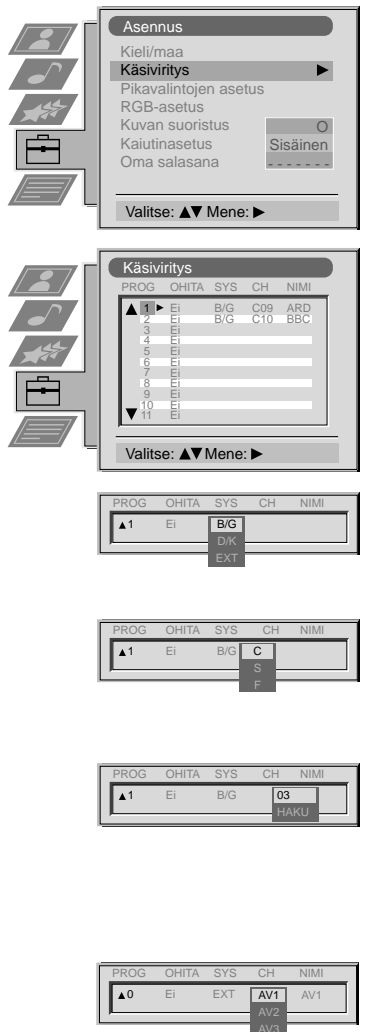 Asennus
Kieli/maa
Käsiviritys ▶
Pikavalintojen asetus
RGB-asetus
Kuvan suoristus O
Kaiutinasetus Sisäinen
Oma salasana - - - - - - -
Valitse: ▲▼ Mene: ▶
Käsiviritys
PROG OHITA SYS CH NIMI
▲ 1 ▶ Ei B/G C09 ARD
2 Ei B/G C10 BBC
3 Ei
4 Ei
5 Ei
6 Ei
7 Ei
8 Ei
9 Ei
10 Ei
▼ 11 Ei
Valitse: ▲▼ Mene: ▶
PROG OHITA SYS CH NIMI
▲1 Ei B/G
D/K
EXT
PROG OHITA SYS CH NIMI
▲1 Ei B/G C
S
F
PROG OHITA SYS CH NIMI
▲1 Ei B/G 03
HAKU
PROG OHITA SYS CH NIMI
▲0 Ei EXT AV1 AV1
AV2
AV3